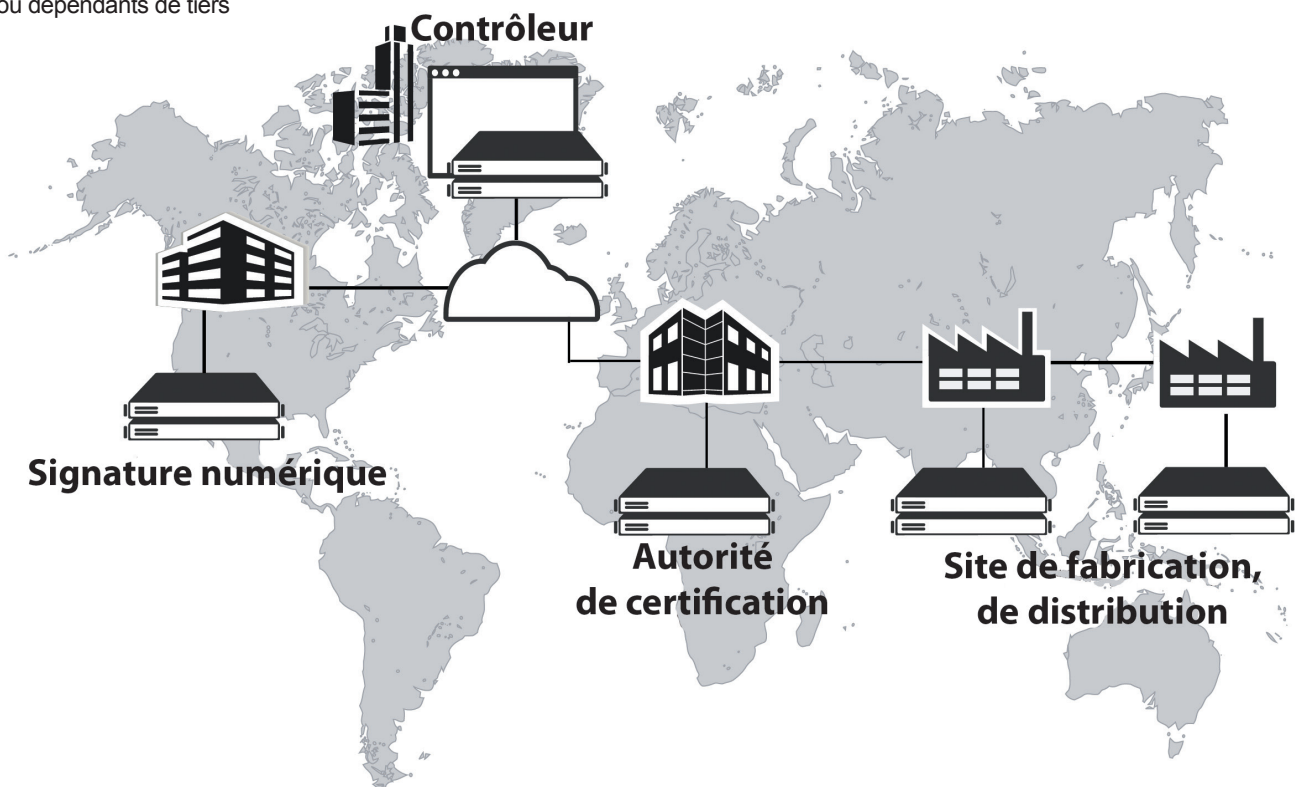 ou dépendants de tiers
Contrôleur
Signature numérique
Autorité
de certification
Site de fabrication,
de distribution